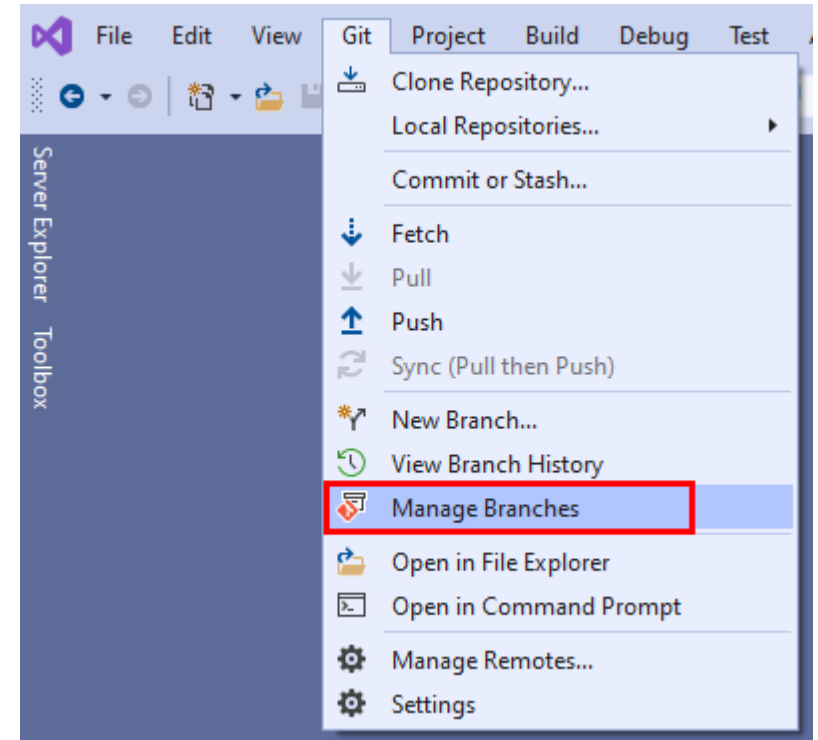 File Edit View Git Project Build Debug Test
Clone Repository...
Local Repositories...
Commit or Stash...
Fetch
Pull
Push
Sync (Pull then Push)
New Branch...
View Branch History
Manage Branches
Open in File Explorer
Open in Command Prompt
Manage Remotes...
Settings
Server Explorer
Toolbox